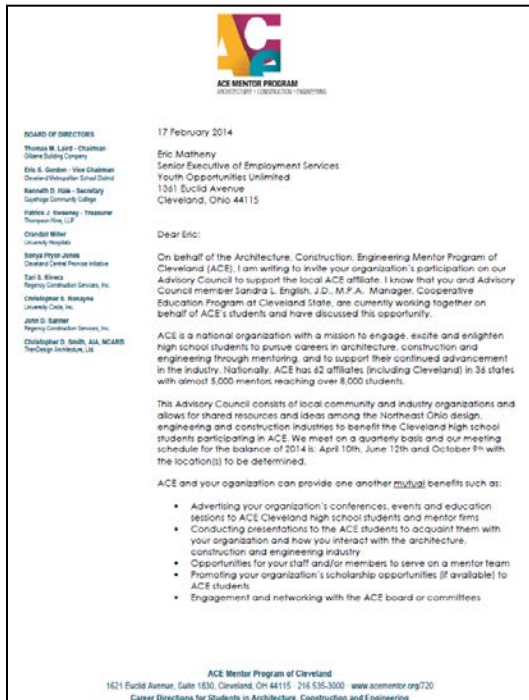 ACE
ACE MENTOR PROGRAM
ARCHITECTURE • CONSTRUCTION • ENGINEERING
BOARD OF DIRECTORS
Thomas M. Laird - Chairman
Gilbane Building Company
Eric S. Gordon - Vice Chairman
Cleveland Metropolitan School District
Kenneth D. Hale - Secretary
Cuyahoga Community College
Patrick J. Sweeney - Treasurer
Thompson Hine, LLP
Crandall Miller
University Hospitals
Sonya Pryor-Jones
Cleveland Central Promise Initiative
Tari S. Rivera
Regency Construction Services, Inc.
Christopher S. Ronayne
University Circle, Inc.
John D.
Regency Construction Services, Inc.
Christopher D. Smith, AIA, NCARB
Then Design Architecture, Ltd.
17 February 2014
Eric Matheny
Senior Executive of Employment Services
Youth Opportunities Unlimited
1361 Euclid Avenue
Cleveland, Ohio 44115
Dear Eric:
On behalf of the Architecture, Construction, Engineering Mentor Program of
Cleveland (ACE), I am writing to invite your organization's participation on our
Advisory Council to support the local ACE affiliate. I know that you and Advisory
Council member Sandra L. English, J.D., M.P.A. Manager, Cooperative
Education Program at Cleveland State, are currently working together on
behalf of ACE's students and have discussed this opportunity.
ACE is a national organization with a mission to engage, excite and enlighten
high school students to pursue careers in architecture, construction and
engineering through mentoring, and to support their continued advancement
in the industry. Nationally, ACE has 62 affiliates (including Cleveland) in 36 states
with almost 5,000 mentors reaching over 8,000 students.
This Advisory Council consists of local community and industry organizations and
allows for shared resources and ideas among the Northeast Ohio design,
engineering and construction industries to benefit the Cleveland high school
students participating in ACE. We meet on a quarterly basis and our meeting
schedule for the balance of 2014 is: April 10th, June 12th and October 9th with
the location(s) to be determined.
ACE and your oganization can provide one another mutual benefits such as:
• Advertising your organization's conferences, events and education
sessions to ACE Cleveland high school students and mentor firms
• Conducting presentations to the ACE students to acquaint them with
your organization and how you interact with the architecture,
construction and engineering industry
• Opportunities for your staff and/or members to serve on a mentor team
• Promoting your organization's scholarship opportunities (if available) to
ACE students
• Engagement and networking with the ACE board or committees
ACE Mentor Program of Cleveland
1621 Euclid Avenue, Suite 1830, Cleveland, OH 44115 · 216 535-3000 · www.acementor.org/720
Career Directions for Students in Architecture, Construction and Engineering